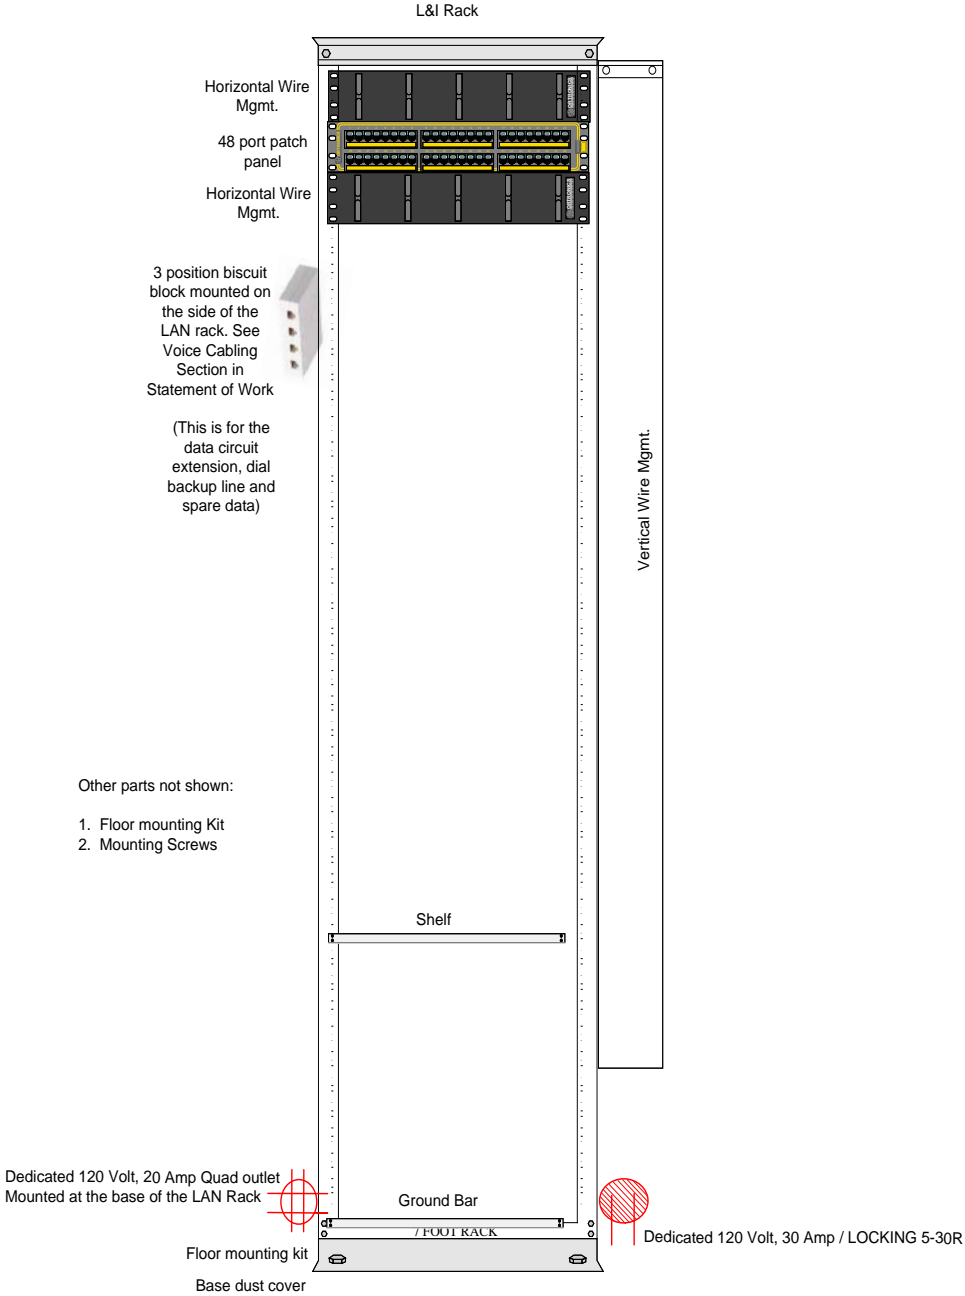 L&I Rack
Horizontal Wire
Mgmt.
48 port patch
panel
Horizontal Wire
Mgmt.
3 position biscuit
block mounted on
the side of the
LAN rack. See
Voice Cabling
Section in
Statement of Work
(This is for the
data circuit
extension, dial
backup line and
spare data)
Vertical Wire Mgmt.
Other parts not shown:
1. Floor mounting Kit
2. Mounting Screws
Shelf
Dedicated 120 Volt, 20 Amp Quad outlet
Mounted at the base of the LAN Rack
Ground Bar
/ FOOT RACK
Dedicated 120 Volt, 30 Amp / LOCKING 5-30R
Floor mounting kit
Base dust cover